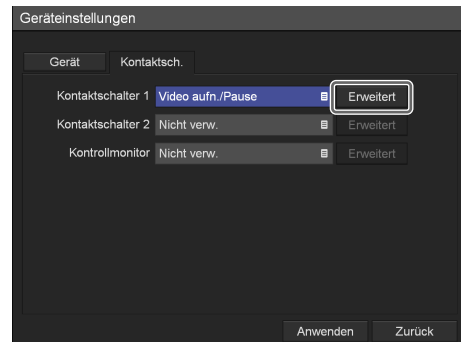 Geräteinstellungen
Gerät Kontaktsch.
Kontaktschalter 1 Video aufn./Pause Erweitert
Kontaktschalter 2 Nicht verw. Erweitert
Kontrollmonitor Nicht verw. Erweitert
Anwenden Zurück